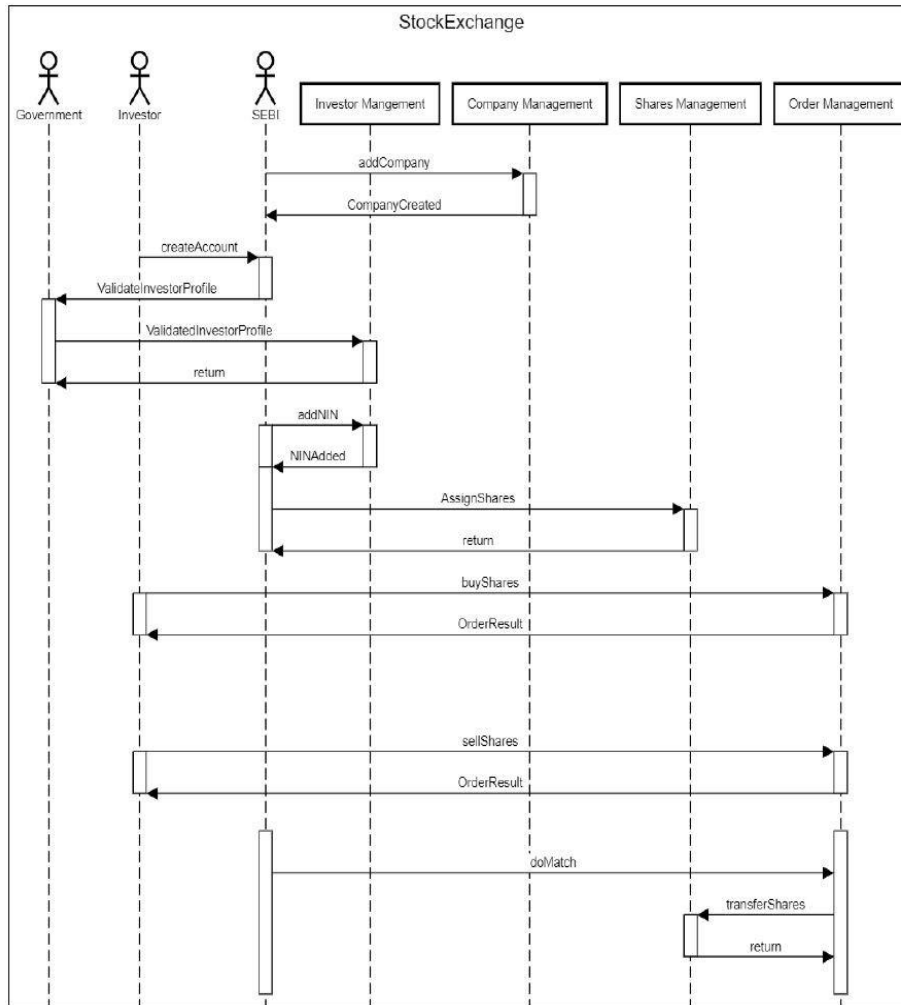 StockExchange
Government
Investor
SEBI
Investor Mangement
Company Management
Shares Management
Order Management
addCompany
CompanyCreated
createAccount
ValidateInvestorProfile
ValidatedInvestorProfile
return
addNIN
NINAdded
AssignShares
return
buyShares
OrderResult
sellShares
OrderResult
doMatch
transferShares
return